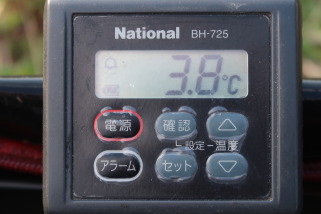 National BH-725
3.8℃
電源 確認 △
設定-温度
アラーム セット ▽